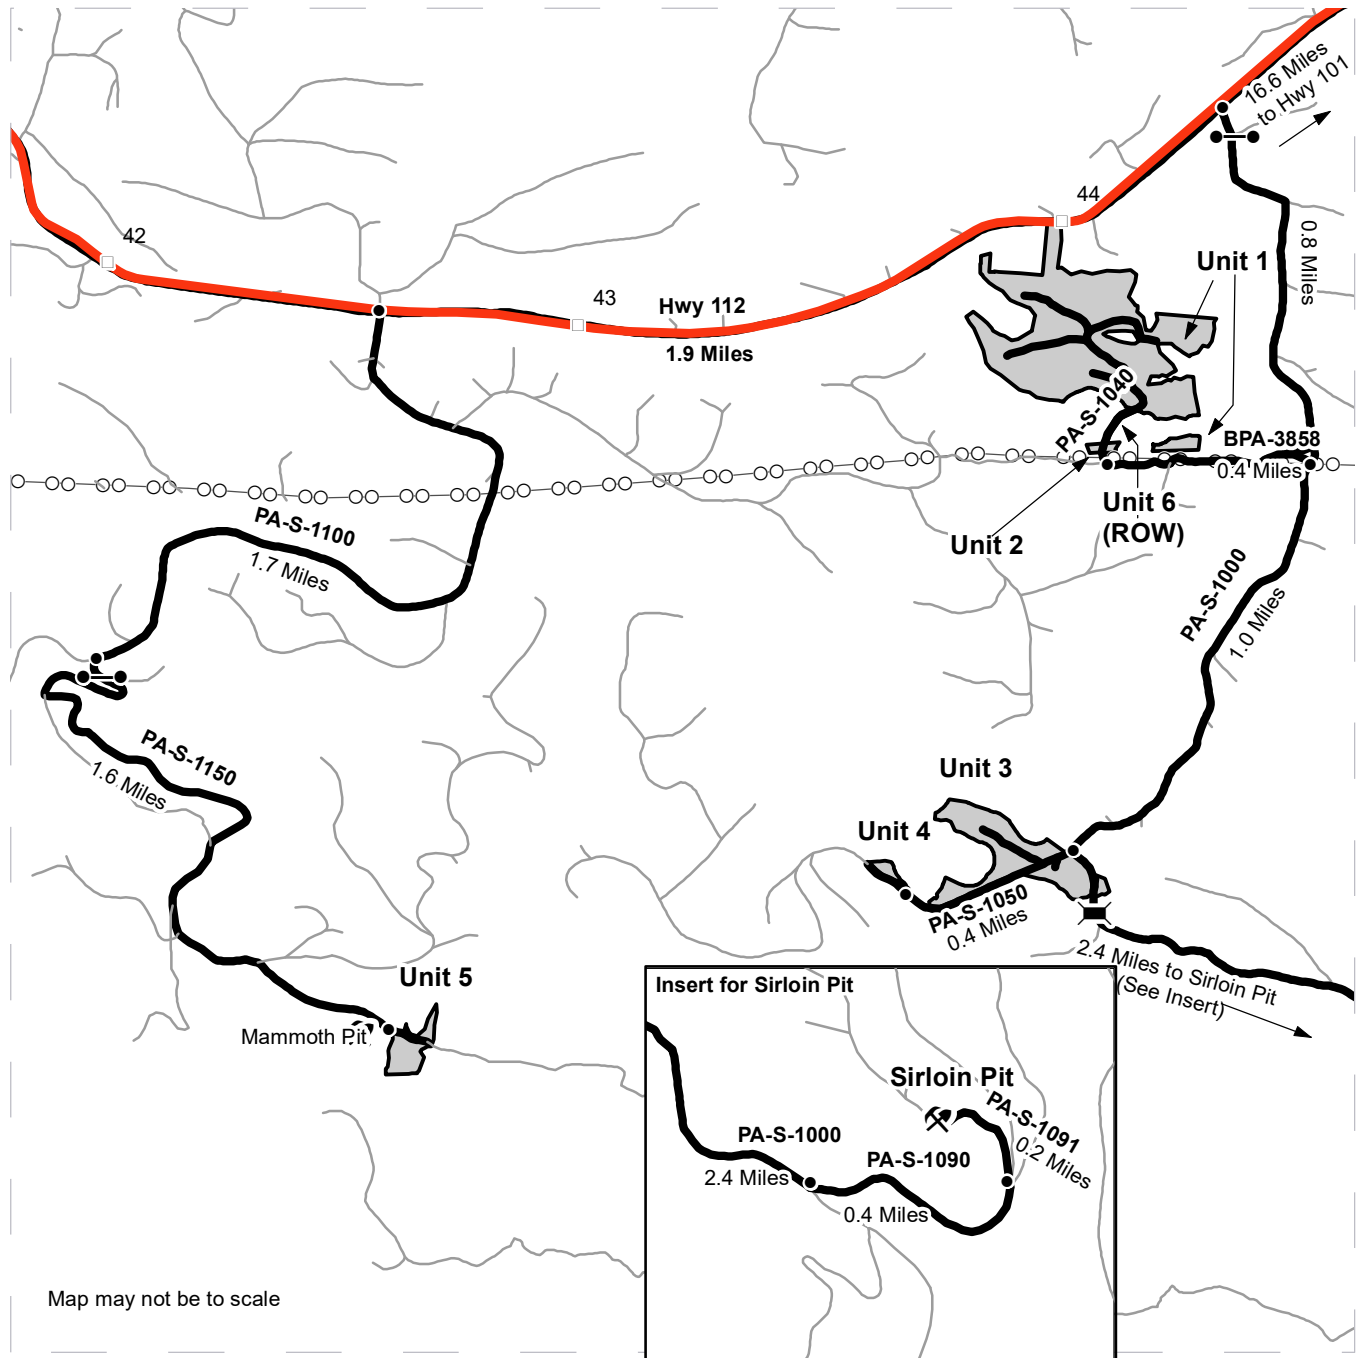 16.6 Miles
to Hwy 101
44
42
0.8 Miles
Unit 1
43
Hwy 112
1.9 Miles
PA-S-1040
BPA-3858
0.4 Miles
Unit 6
(ROW)
Unit 2
PA-S-1100
1.7 Miles
PA-S-1000
1.0 Miles
PA-S-1150
1.6 Miles
Unit 3
Unit 4
PA-S-1050
0.4 Miles
2.4 Miles to Sirloin Pit
(See Insert)
Unit 5
Mammoth Pit
Insert for Sirloin Pit
Sirloin Pit
PA-S-1091
0.2 Miles
PA-S-1000
2.4 Miles
PA-S-1090
0.4 Miles
Map may not be to scale